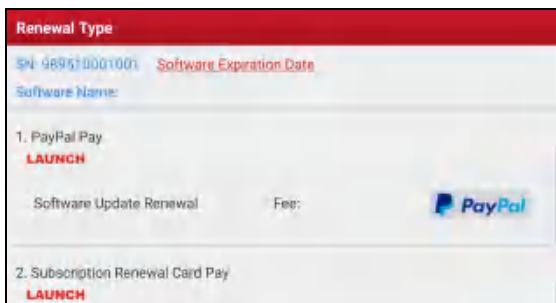 Renewal Type
SN: 989510001001 Software Expiration Date
Software Name:
1. PayPal Pay
LAUNCH
Software Update Renewal Fee: PayPal
2. Subscription Renewal Card Pay
LAUNCH